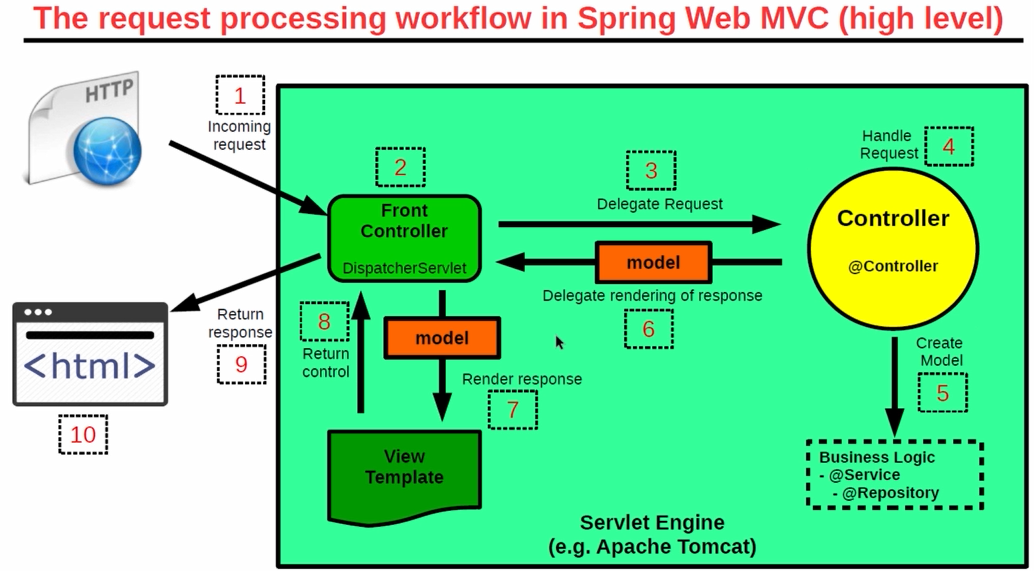 The request processing workflow in Spring Web MVC (high level)
HTTP
1
Incoming
request
2
Front
Controller
DispatcherServlet
3
Delegate Request
Handle
Request
4
Controller
@Controller
model
Delegate rendering of response
6
Create
Model
5
Business Logic
- @Service
- @Repository
model
Render response
7
View
Template
8
Return
control
Return
response
9
<html>
10
Servlet Engine
(e.g. Apache Tomcat)